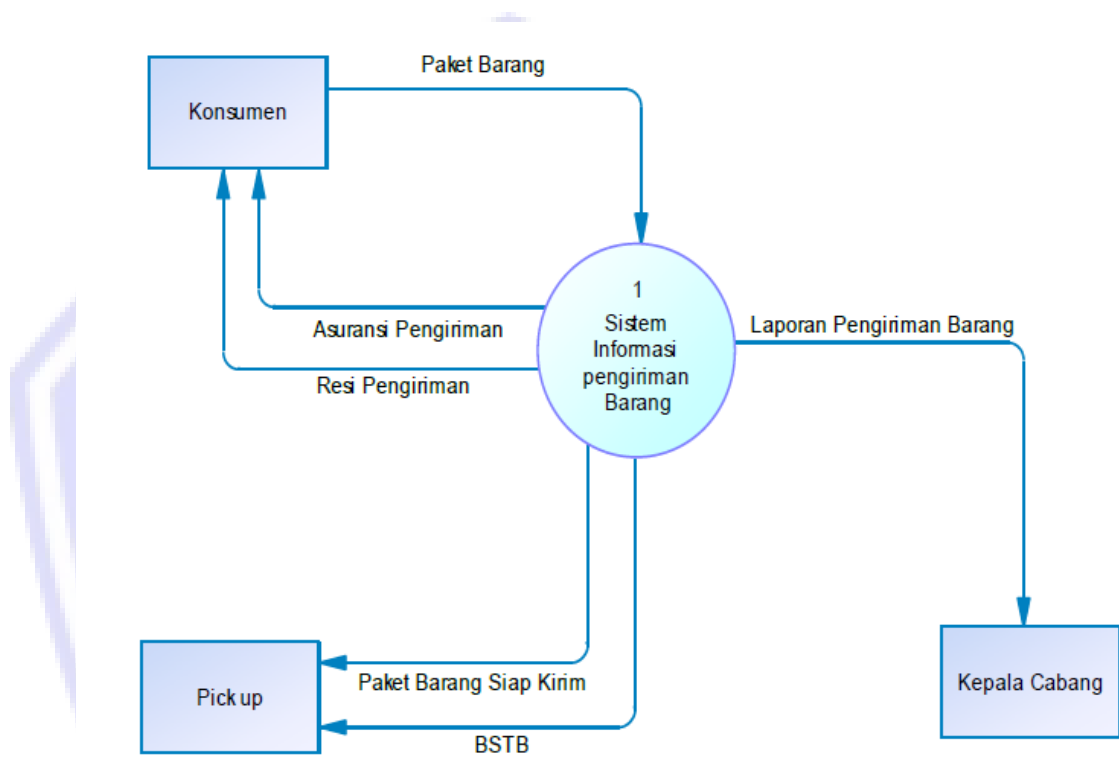 Paket Barang
Konsumen
1
Sistem
Informasi
pengiriman
Barang
Asuransi Pengiriman
Resi Pengiriman
Laporan Pengiriman Barang
Pick up
Paket Barang Siap Kirim
BSTB
Kepala Cabang